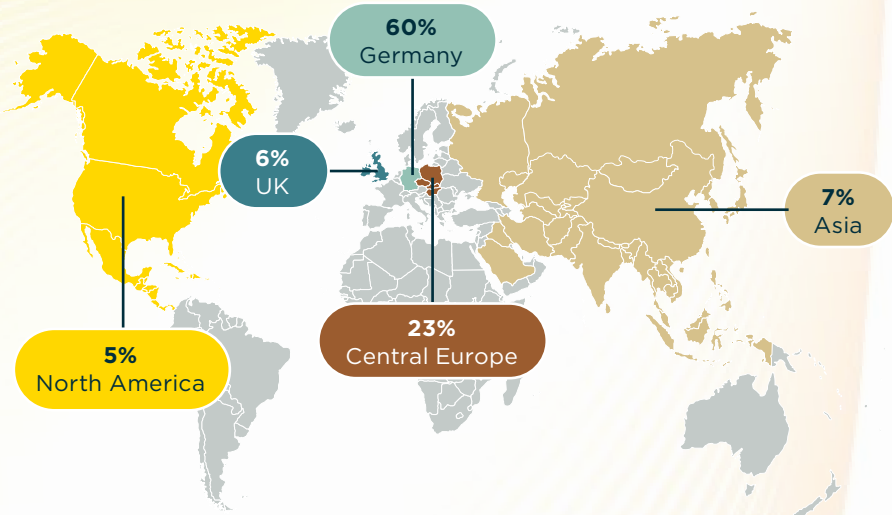 60%
Germany
6%
UK
7%
Asia
23%
Central Europe
5%
North America